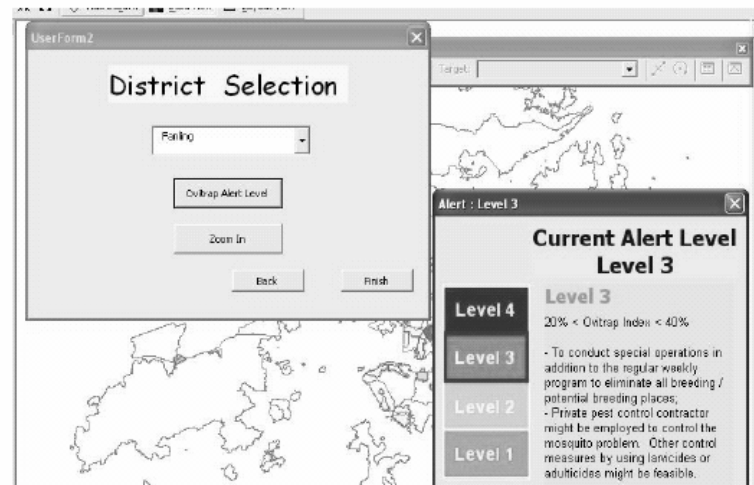 UserForm2
District Selection
Fanling
Ovitrap Alert Level
Zoom In
Back
Finish
Target:
Alert : Level 3
Current Alert Level
Level 3
Level 4
Level 3
Level 2
Level 1
Level 3
20% < Ovitrap Index < 40%
- To conduct special operations in
addition to the regular weekly
program to eliminate all breeding /
potential breeding places;
- Private pest control contractor
might be employed to control the
mosquito problem. Other control
measures by using larvicides or
adulticides might be feasible.